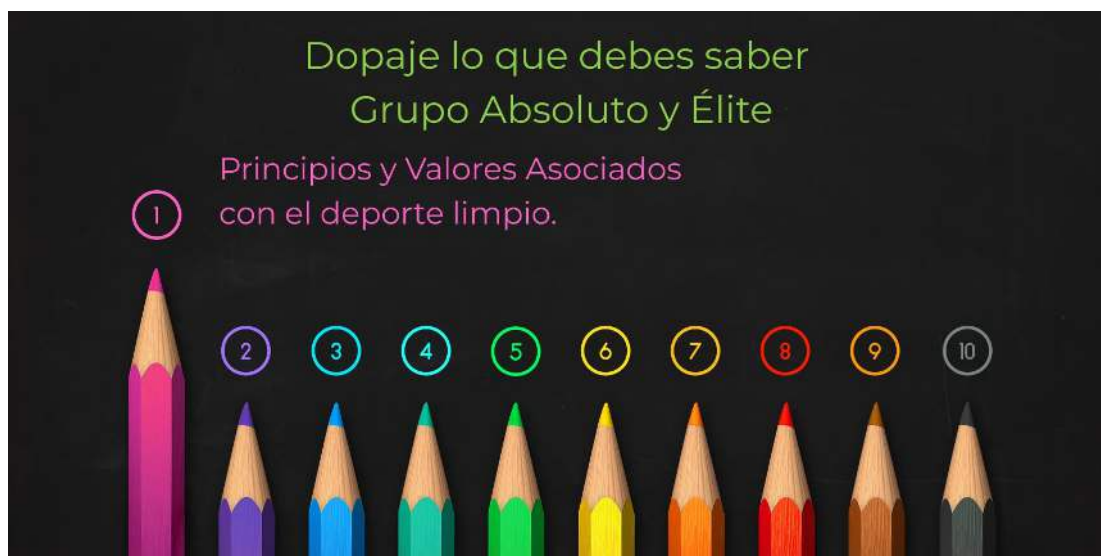 Dopaje lo que debes saber
Grupo Absoluto y Élite
Principios y Valores Asociados
con el deporte limpio.
1
2 3 4 5 6 7 8 9 10